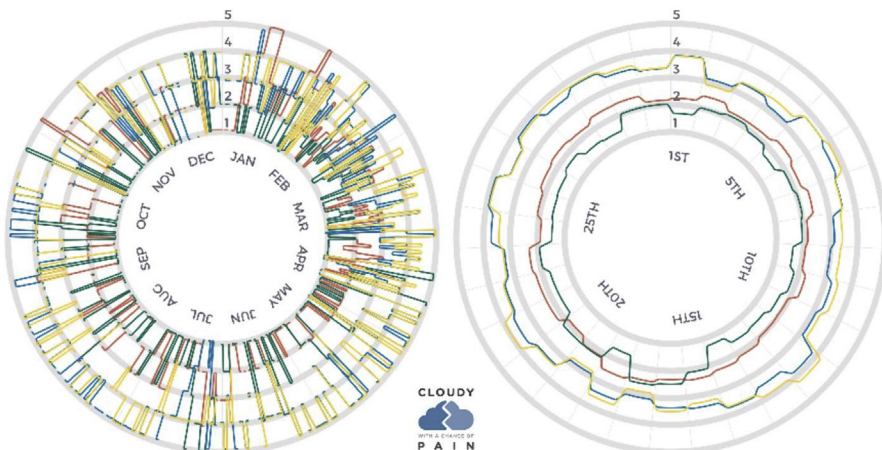 5
4
3
2
1
JAN
FEB
MAR
APR
MAY
JUN
JUL
AUG
SEP
OCT
NOV
DEC
5
4
3
2
1
1ST
5TH
10TH
15TH
20TH
25TH
CLOUDY
WITH A CHANCE OF
PAIN